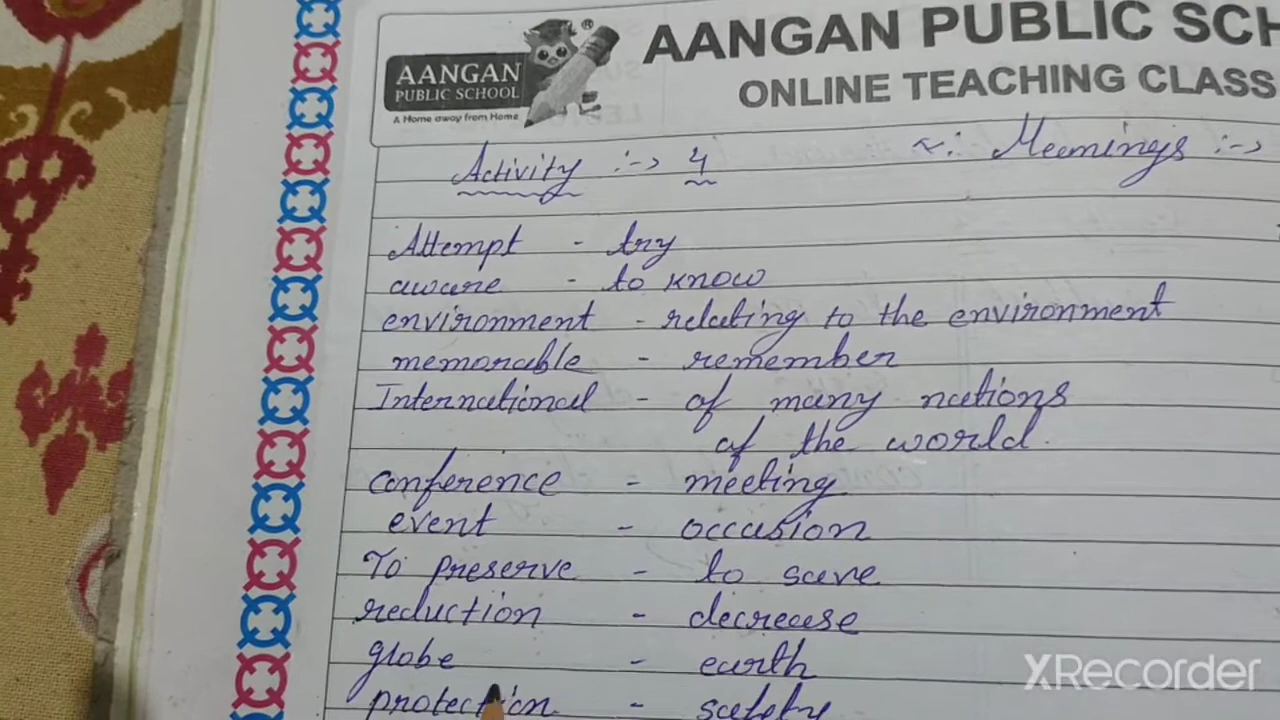 AANGAN
PUBLIC SCHOOL
A Home away from Home
®
AANGAN PUBLIC SCH
ONLINE TEACHING CLASS
Activity :-> 4
Meanings :->
Attempt - try
aware - to know
environment - relating to the environment
memorable - remember
International - of many nations
of the world.
conference - meeting
event - occasion
To preserve - to save
reduction - decrease
globe - earth
protection - safety
XRecorder